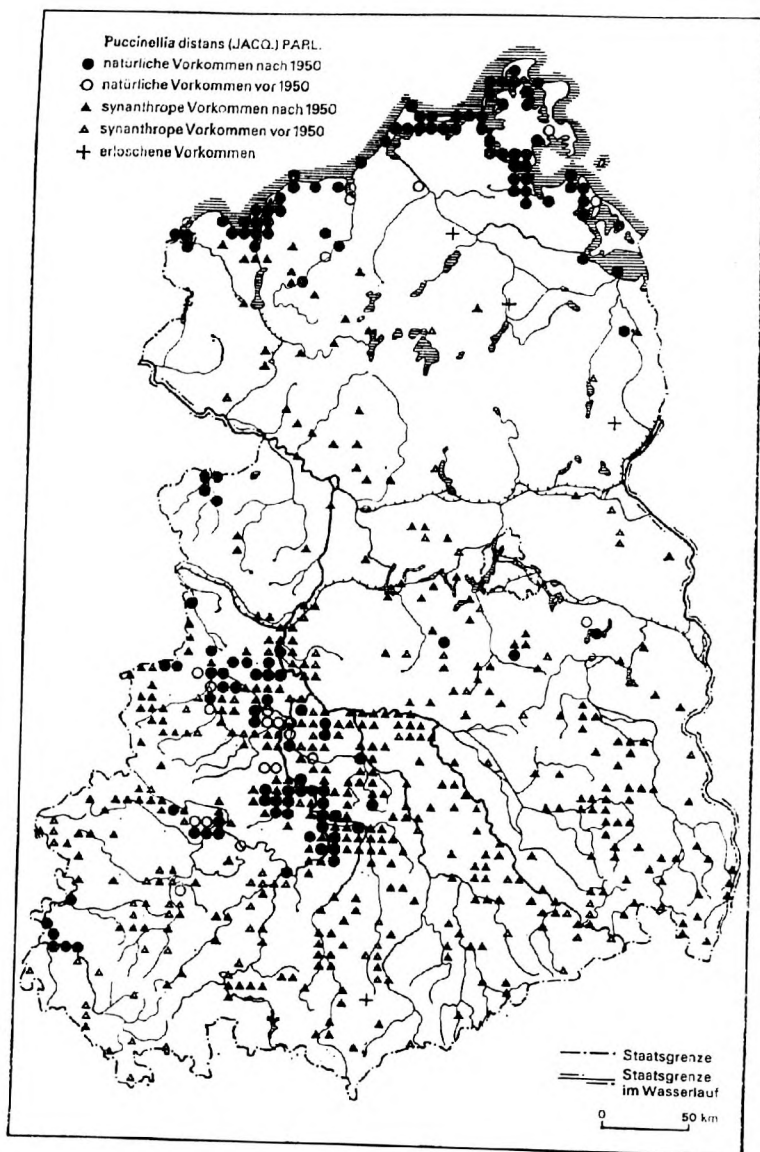 Puccinellia distans (JACQ.) PARL.
natürliche Vorkommen nach 1950
natürliche Vorkommen vor 1950
synanthrope Vorkommen nach 1950
synanthrope Vorkommen vor 1950
erloschene Vorkommen
Staatsgrenze
Staatsgrenze
im Wasserlauf
0 50 km